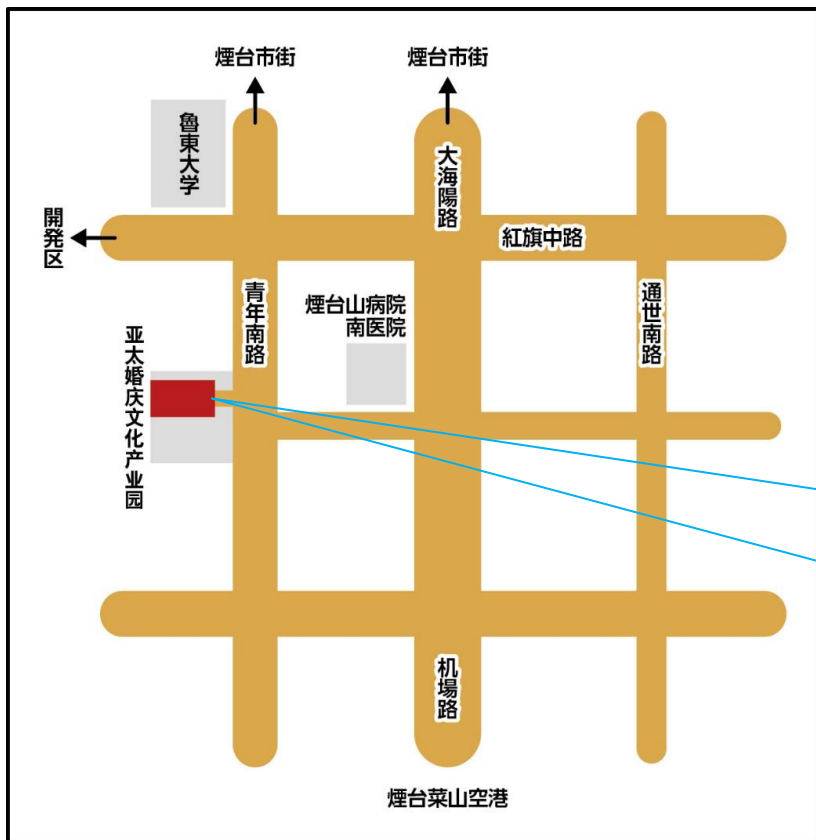 煙台市街
煙台市街
魯東大学
大海陽路
開発区
紅旗中路
青年南路
煙台山病院
南医院
通世南路
亚太婚庆文化产业园
机場路
煙台菜山空港